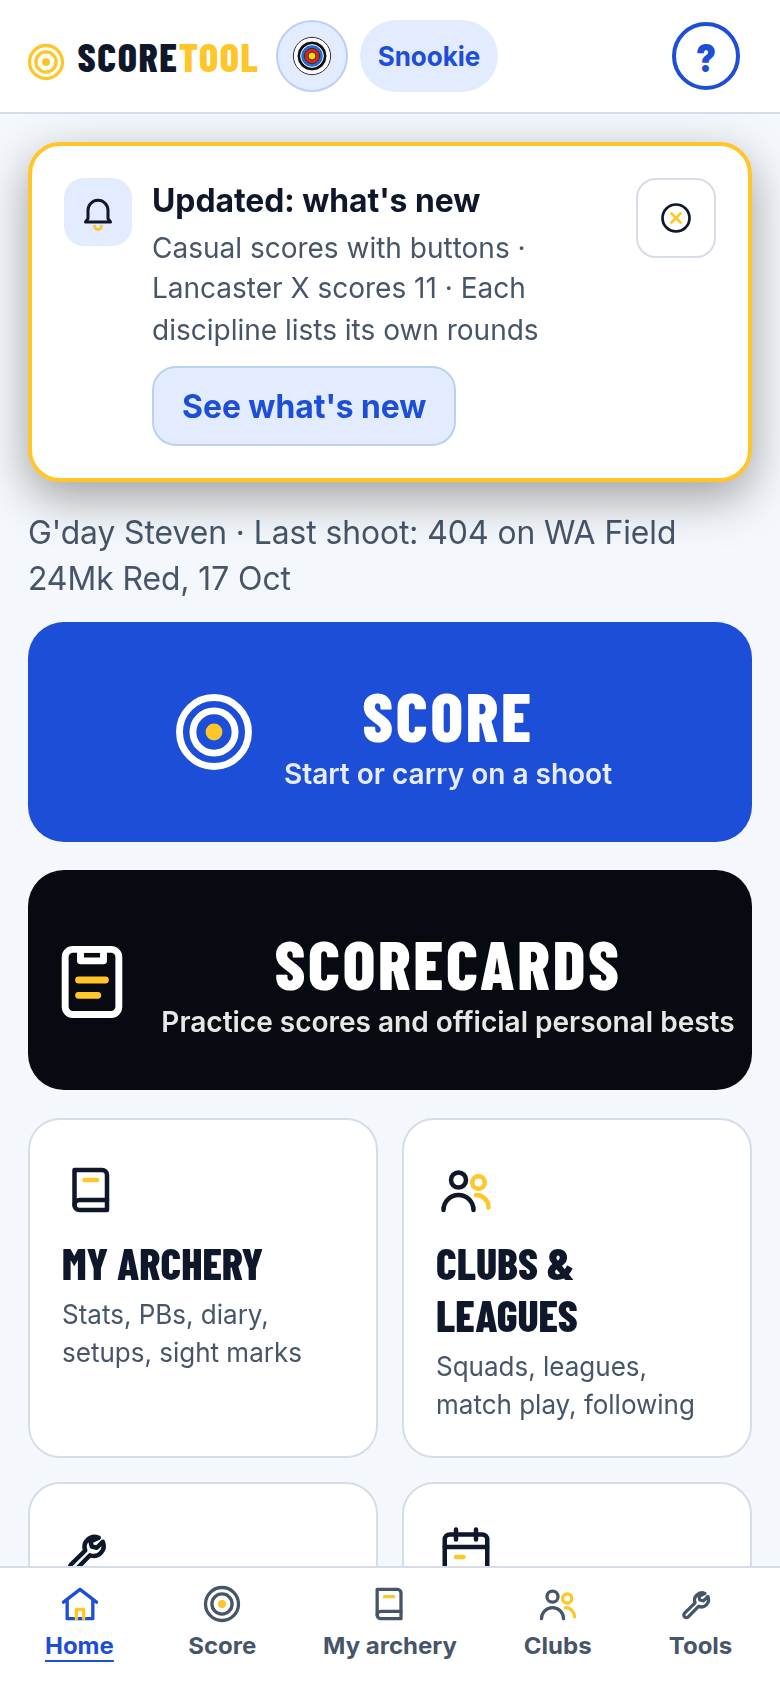 SCORETOOL
Snookie
?
Updated: what's new
Casual scores with buttons ·
Lancaster X scores 11 · Each
discipline lists its own rounds
See what's new
G'day Steven · Last shoot: 404 on WA Field
24Mk Red, 17 Oct
SCORE
Start or carry on a shoot
SCORECARDS
Practice scores and official personal bests
MY ARCHERY
Stats, PBs, diary,
setups, sight marks
CLUBS &
LEAGUES
Squads, leagues,
match play, following
Home
Score
My archery
Clubs
Tools